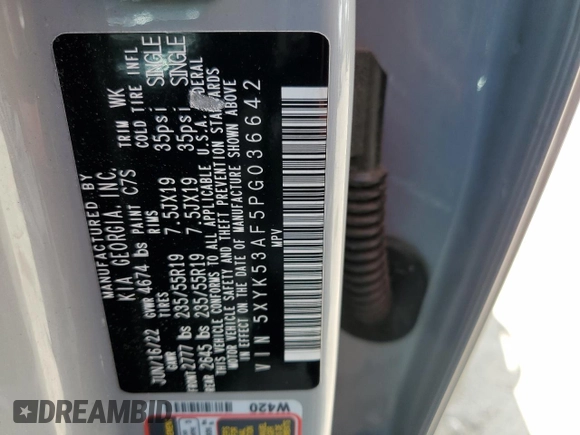 MANUFACTURED BY
KIA GEORGIA, INC.
JUN/16/22 GVWR 4674 lbs PAINT C7S TRIM WK
GAWR TIRES RIMS COLD TIRE INFL
FRONT 2777 lbs 235/55R19 7.5JX19 35psi SINGLE
REAR 2645 lbs 235/55R19 7.5JX19 35psi SINGLE
THIS VEHICLE CONFORMS TO ALL APPLICABLE U.S.A. FEDERAL
MOTOR VEHICLE SAFETY AND THEFT PREVENTION STANDARDS
IN EFFECT ON THE DATE OF MANUFACTURE SHOWN ABOVE
VIN 5XYK53AF5PG036642
MPV
W420
DREAMBID